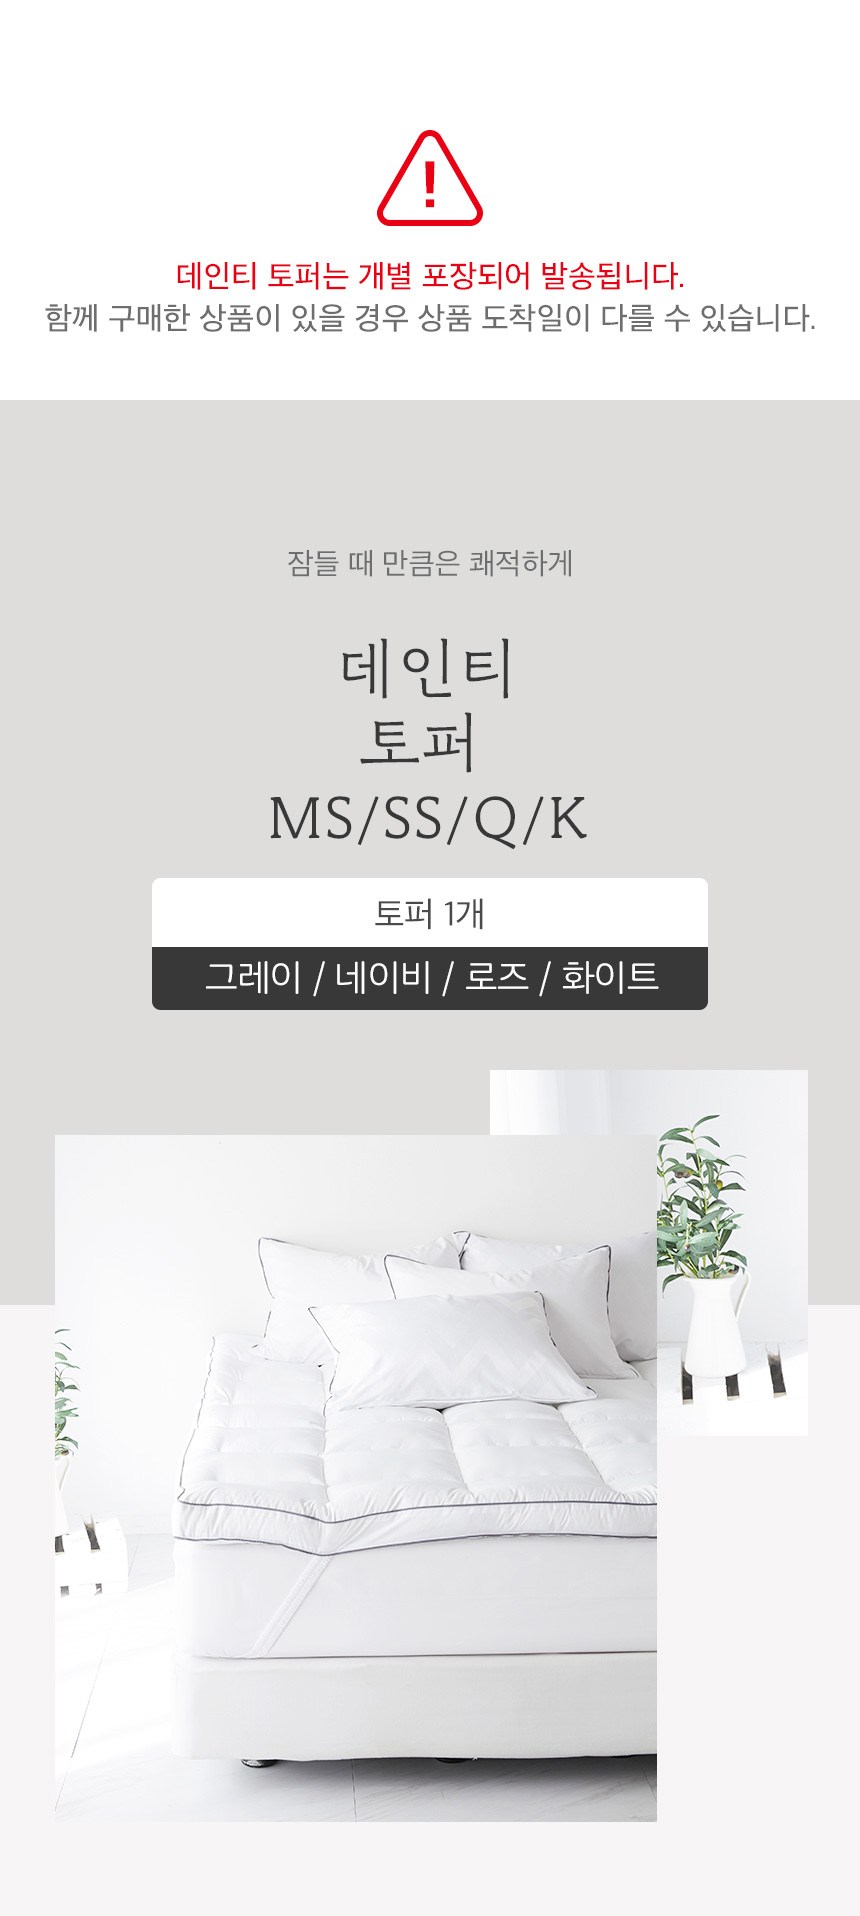 데인티 토퍼는 개별 포장되어 발송됩니다.
함께 구매한 상품이 있을 경우 상품 도착일이 다를 수 있습니다.
잠들 때 만큼은 쾌적하게
데인티
토퍼
MS/SS/Q/K
토퍼 1개
그레이 / 네이비 / 로즈 / 화이트